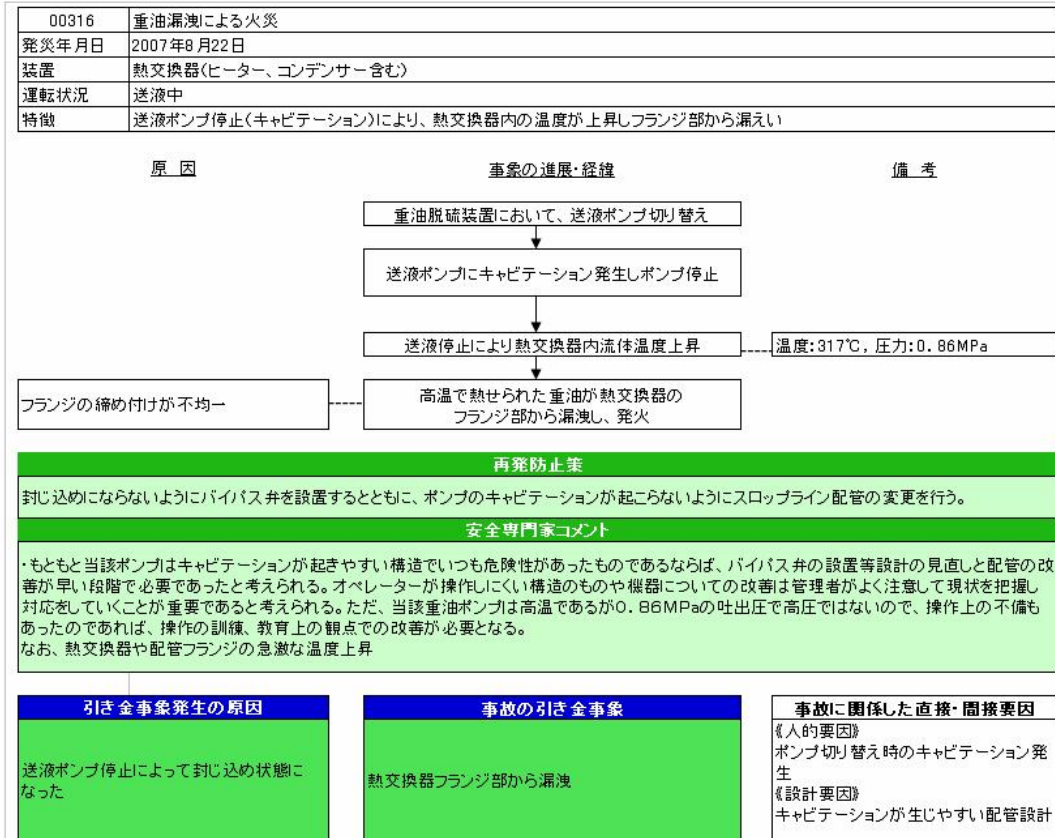 00316 重油漏洩による火災
発災年月日 2007年8月22日
装置 熱交換器(ヒーター、コンデンサー含む)
運転状況 送液中
特徴 送液ポンプ停止(キャビテーション)により、熱交換器内の温度が上昇しフランジ部から漏えい
原 因 事象の進展・経緯 備 考
重油脱硫装置において、送液ポンプ切り替え
送液ポンプにキャビテーション発生しポンプ停止
送液停止により熱交換器内流体温度上昇 温度:317℃, 圧力:0.86MPa
フランジの締め付けが不均一
高温で熱せられた重油が熱交換器の
フランジ部から漏洩し、発火
再発防止策
封じ込めにならないようにバイパス弁を設置するとともに、ポンプのキャビテーションが起こらないようにスロップライン配管の変更を行う。
安全専門家コメント
・もともと当該ポンプはキャビテーションが起きやすい構造でいつも危険性があったものであるならば、バイパス弁の設置等設計の見直しと配管の改
善が早い段階で必要であったと考えられる。オペレーターが操作しにくい構造のものや機器についての改善は管理者がよく注意して現状を把握し
対応をしていくことが重要であると考えられる。ただ、当該重油ポンプは高温であるが0.86MPaの吐出圧で高圧ではないので、操作上の不備も
あったのであれば、操作の訓練、教育上の観点での改善が必要となる。
なお、熱交換器や配管フランジの急激な温度上昇
引き金事象発生の原因
送液ポンプ停止によって封じ込め状態に
なった
事故の引き金事象
熱交換器フランジ部から漏洩
事故に関係した直接・間接要因
《人的要因》
ポンプ切り替え時のキャビテーション発
生
《設計要因》
キャビテーションが生じやすい配管設計